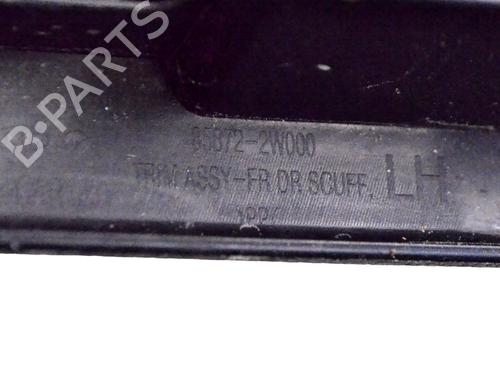 B-PARTS
85872-2W000
TRIM ASSY-FR DR SCUFF, LH